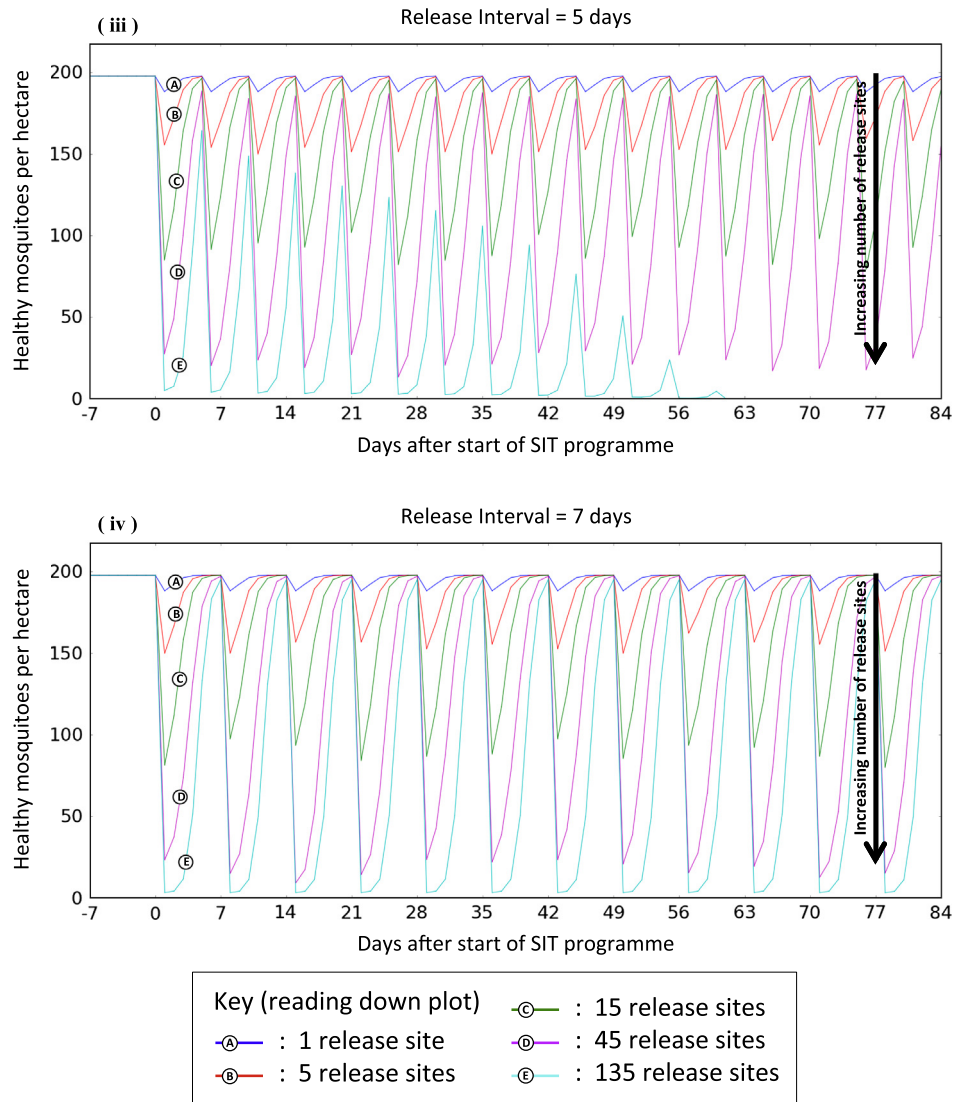 ( iii )
Release Interval = 5 days
Healthy mosquitoes per hectare
200
150
100
50
0
A
B
C
D
E
Increasing number of release sites
-7 0 7 14 21 28 35 42 49 56 63 70 77 84
Days after start of SIT programme
( iv )
Release Interval = 7 days
Healthy mosquitoes per hectare
200
150
100
50
0
A
B
C
D
E
Increasing number of release sites
-7 0 7 14 21 28 35 42 49 56 63 70 77 84
Days after start of SIT programme
Key (reading down plot)
A : 1 release site
B : 5 release sites
C : 15 release sites
D : 45 release sites
E : 135 release sites